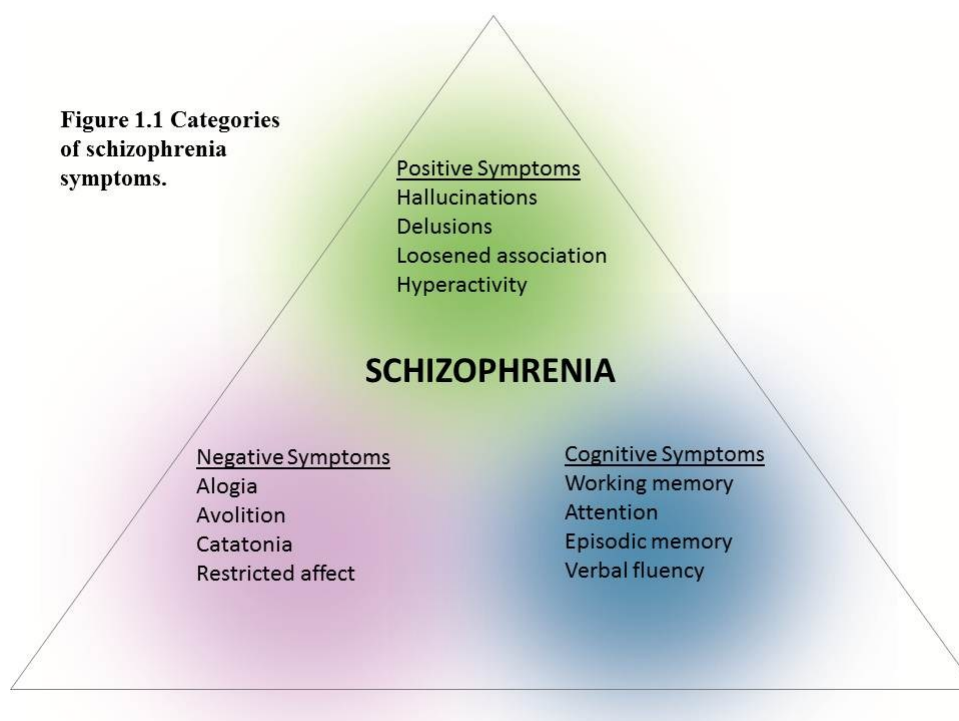 Figure 1.1 Categories
of schizophrenia
symptoms.
Positive Symptoms
Hallucinations
Delusions
Loosened association
Hyperactivity
SCHIZOPHRENIA
Negative Symptoms
Alogia
Avolition
Catatonia
Restricted affect
Cognitive Symptoms
Working memory
Attention
Episodic memory
Verbal fluency